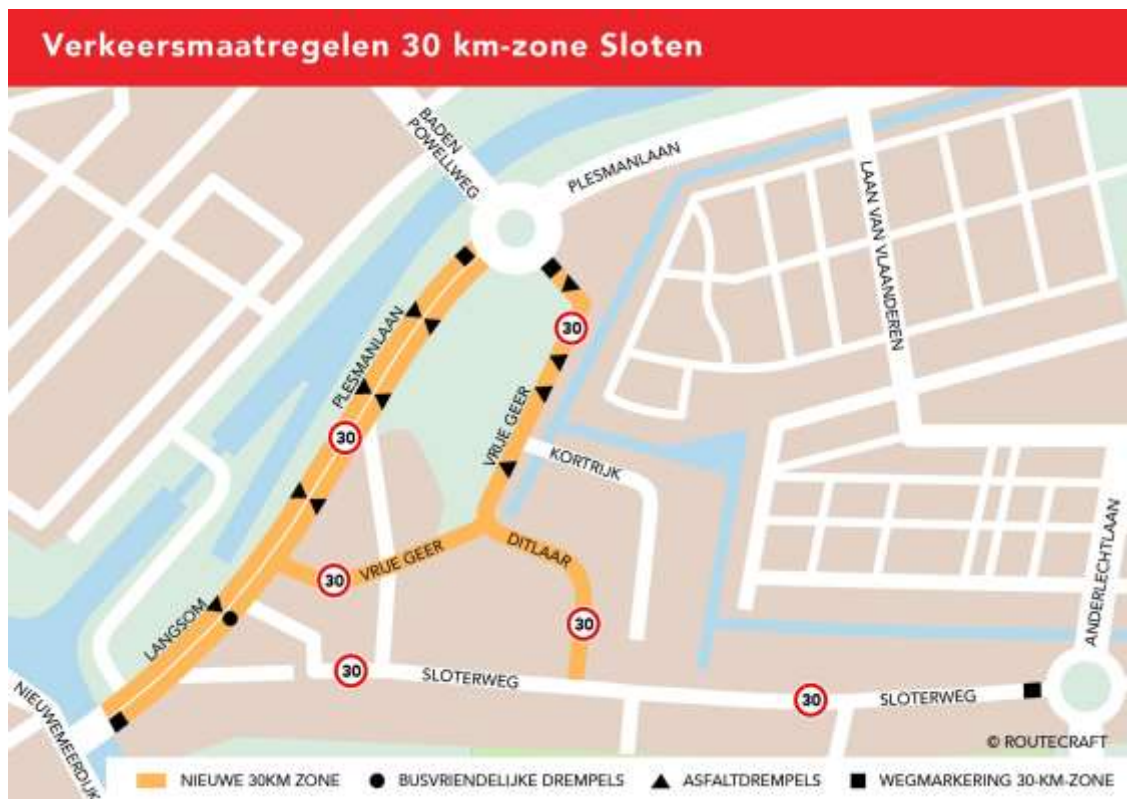 Verkeersmaatregelen 30 km-zone Sloten
BADEN
POWELLWEG
PLESMANLAAN
LAAN VAN VLAANDEREN
30
PLESMANLAAN
VRIJE GEER
30
KORTRIJK
ANDERLECHTLAAN
DITLAAR
VRIJE GEER
30
LANGSOM
30
30
SLOTERWEG
30
SLOTERWEG
NIEUWEMEERDIJK
© ROUTECRAFT
NIEUWE 30KM ZONE
BUSVRIENDELIJKE DREMPELS
ASFALTDREMPELS
WEGMARKERING 30-KM-ZONE